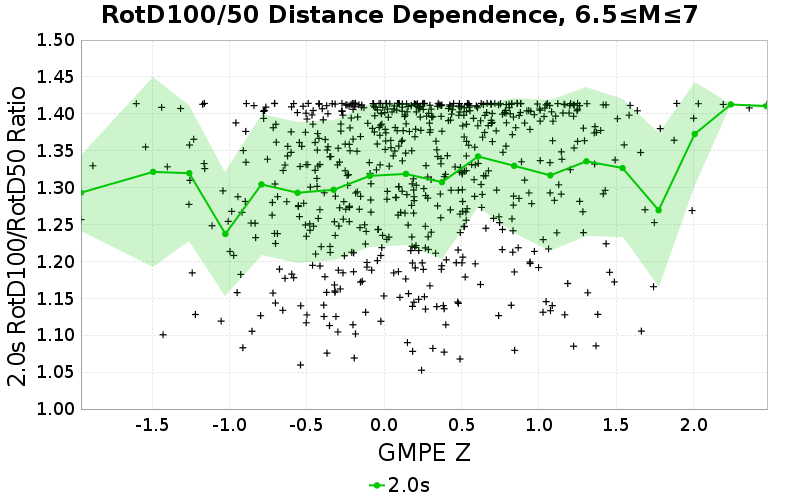 RotD100/50 Distance Dependence, 6.5≤M≤7
2.0s RotD100/RotD50 Ratio
1.50
1.45
1.40
1.35
1.30
1.25
1.20
1.15
1.10
1.05
1.00
-1.5 -1.0 -0.5 0.0 0.5 1.0 1.5 2.0
GMPE Z
2.0s